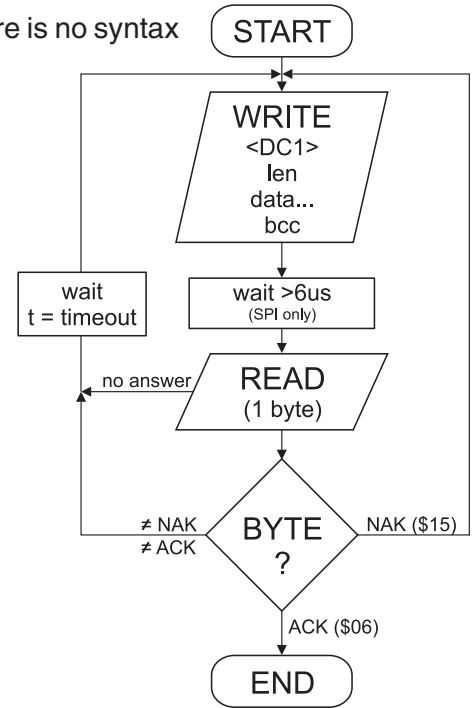 re is no syntax
START
WRITE
<DC1>
len
data...
bcc
wait
t = timeout
wait >6us
(SPI only)
no answer
READ
(1 byte)
≠ NAK
≠ ACK
BYTE
?
NAK ($15)
ACK ($06)
END